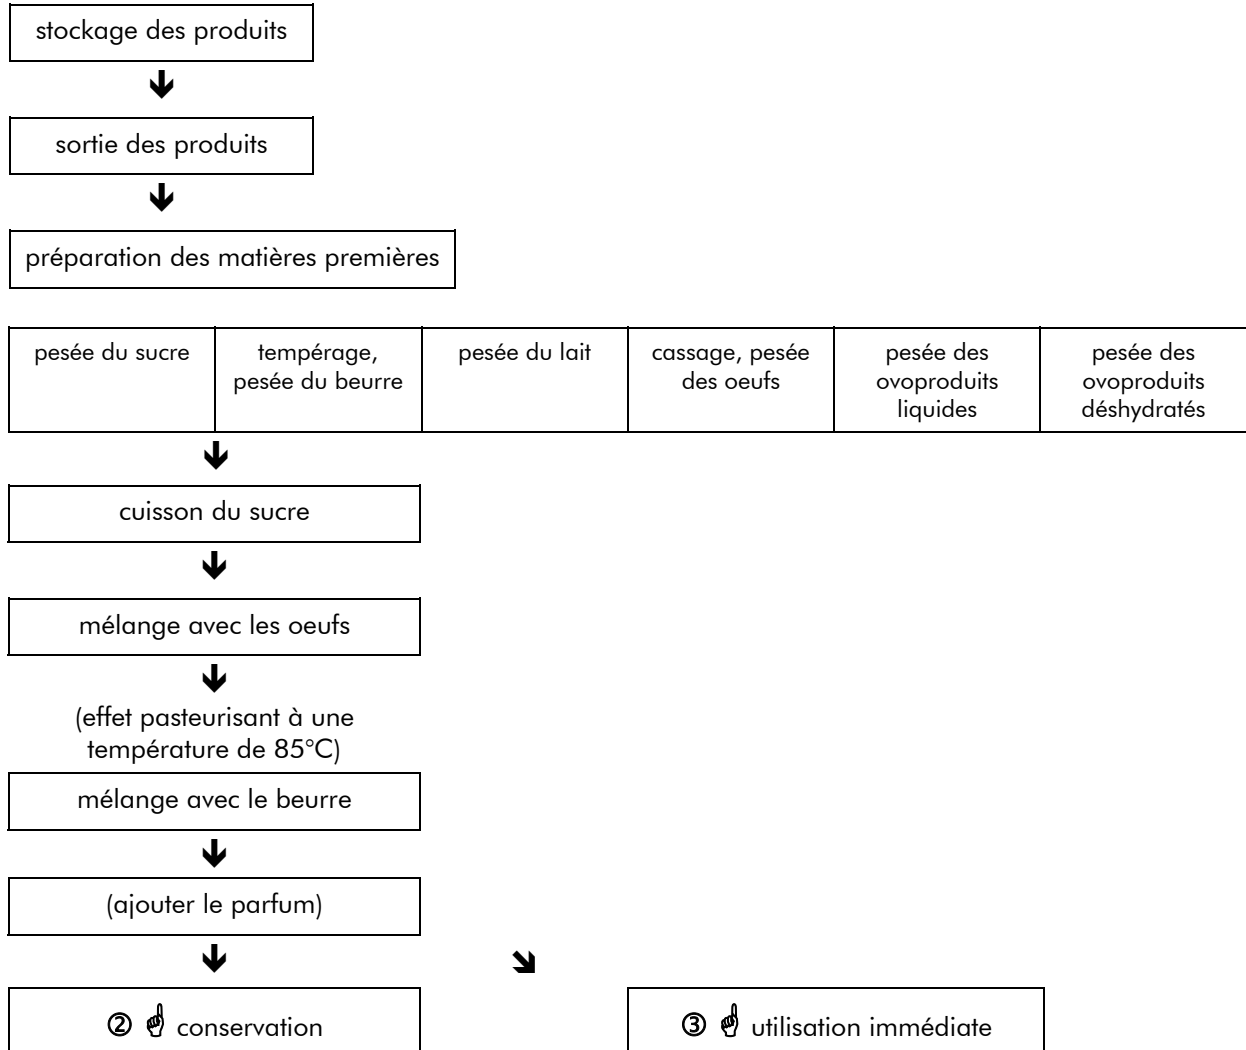 stockage des produits
sortie des produits
préparation des matières premières
pesée du sucre
tempérage,
pesée du beurre
pesée du lait
cassage, pesée
des oeufs
pesée des
ovoproduits
liquides
pesée des
ovoproduits
déshydratés
cuisson du sucre
mélange avec les oeufs
(effet pasteurisant à une
température de 85°C)
mélange avec le beurre
(ajouter le parfum)
② ☝ conservation
③ ☝ utilisation immédiate